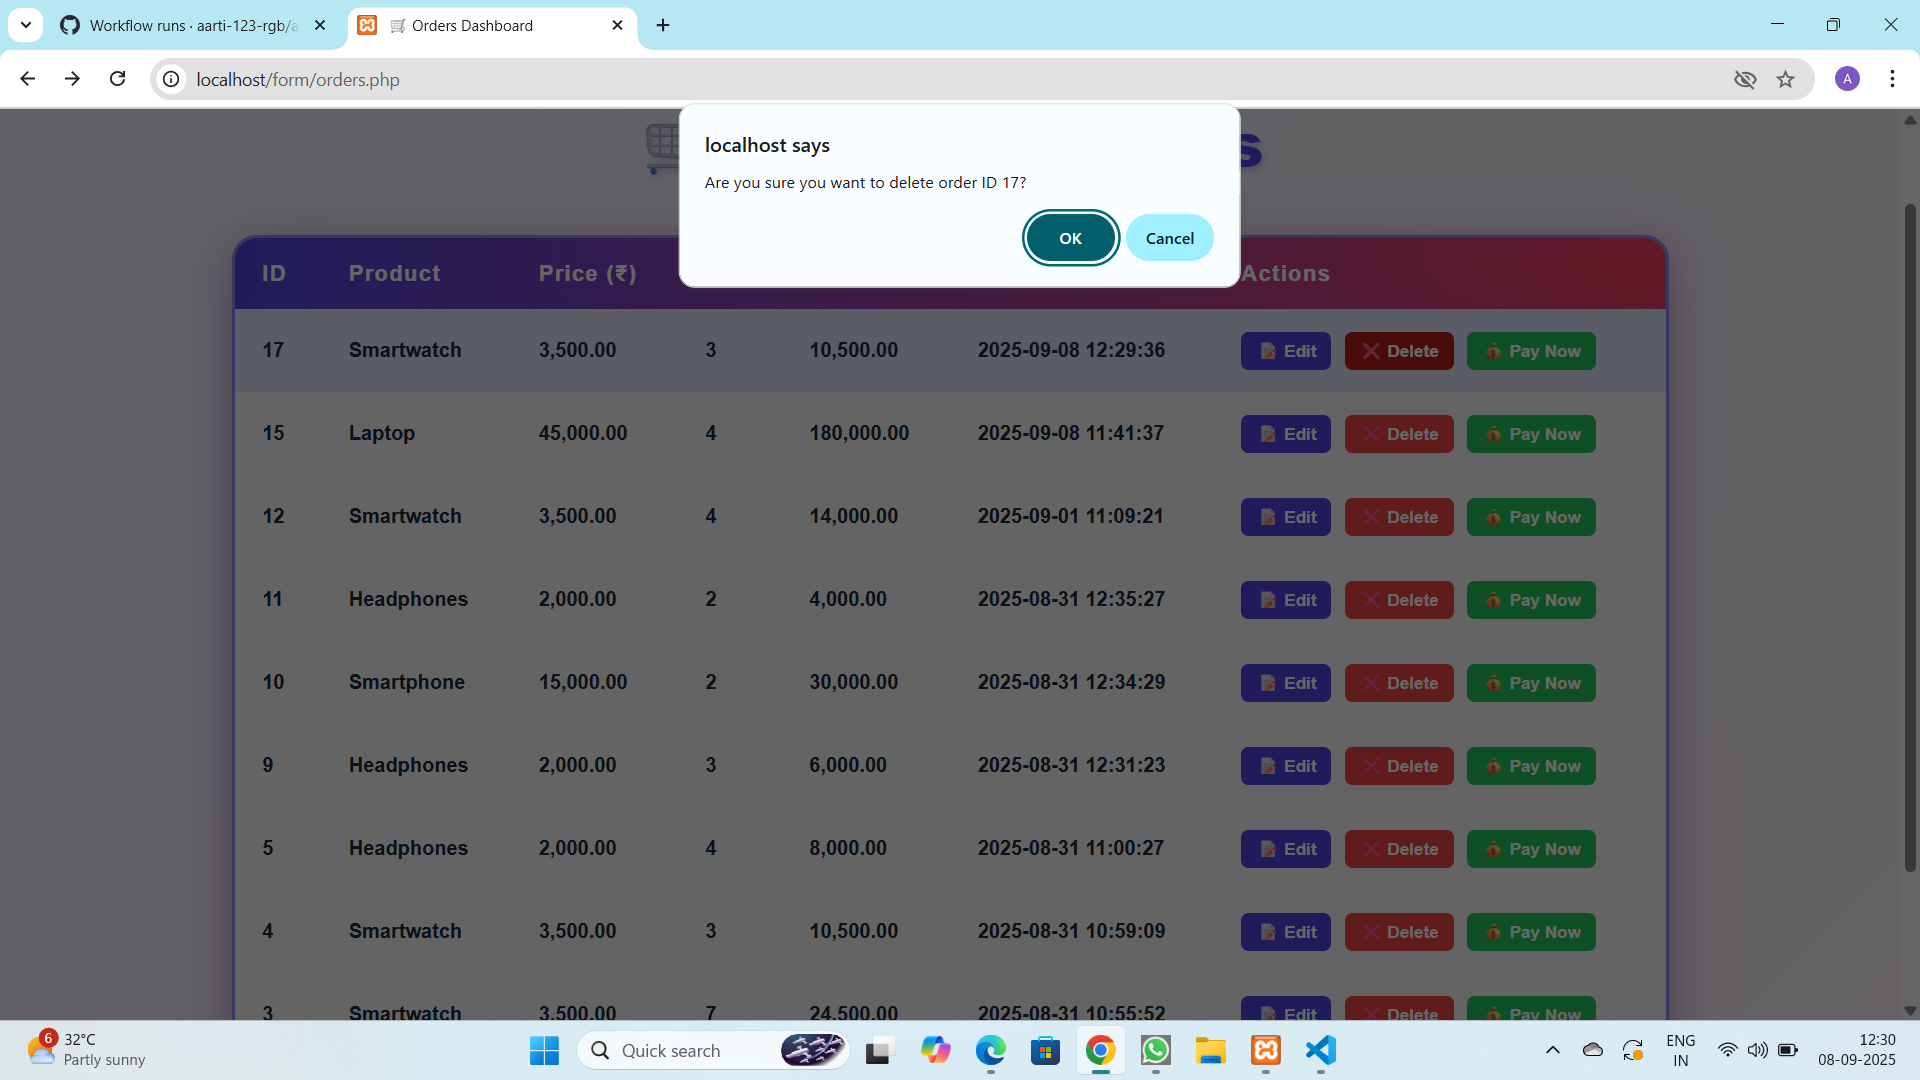 Workflow runs · aarti-123-rgb/a
🛒 Orders Dashboard
localhost/form/orders.php
A
localhost says
Are you sure you want to delete order ID 17?
OK Cancel
s
ID Product Price (₹) Actions
17 Smartwatch 3,500.00 3 10,500.00 2025-09-08 12:29:36 📝 Edit ❌ Delete 💰 Pay Now
15 Laptop 45,000.00 4 180,000.00 2025-09-08 11:41:37 📝 Edit ❌ Delete 💰 Pay Now
12 Smartwatch 3,500.00 4 14,000.00 2025-09-01 11:09:21 📝 Edit ❌ Delete 💰 Pay Now
11 Headphones 2,000.00 2 4,000.00 2025-08-31 12:35:27 📝 Edit ❌ Delete 💰 Pay Now
10 Smartphone 15,000.00 2 30,000.00 2025-08-31 12:34:29 📝 Edit ❌ Delete 💰 Pay Now
9 Headphones 2,000.00 3 6,000.00 2025-08-31 12:31:23 📝 Edit ❌ Delete 💰 Pay Now
5 Headphones 2,000.00 4 8,000.00 2025-08-31 11:00:27 📝 Edit ❌ Delete 💰 Pay Now
4 Smartwatch 3,500.00 3 10,500.00 2025-08-31 10:59:09 📝 Edit ❌ Delete 💰 Pay Now
3 Smartwatch 3,500.00 7 24,500.00 2025-08-31 10:55:52 📝 Edit ❌ Delete 💰 Pay Now
6
32°C
Partly sunny
Quick search
ENG
IN
12:30
08-09-2025